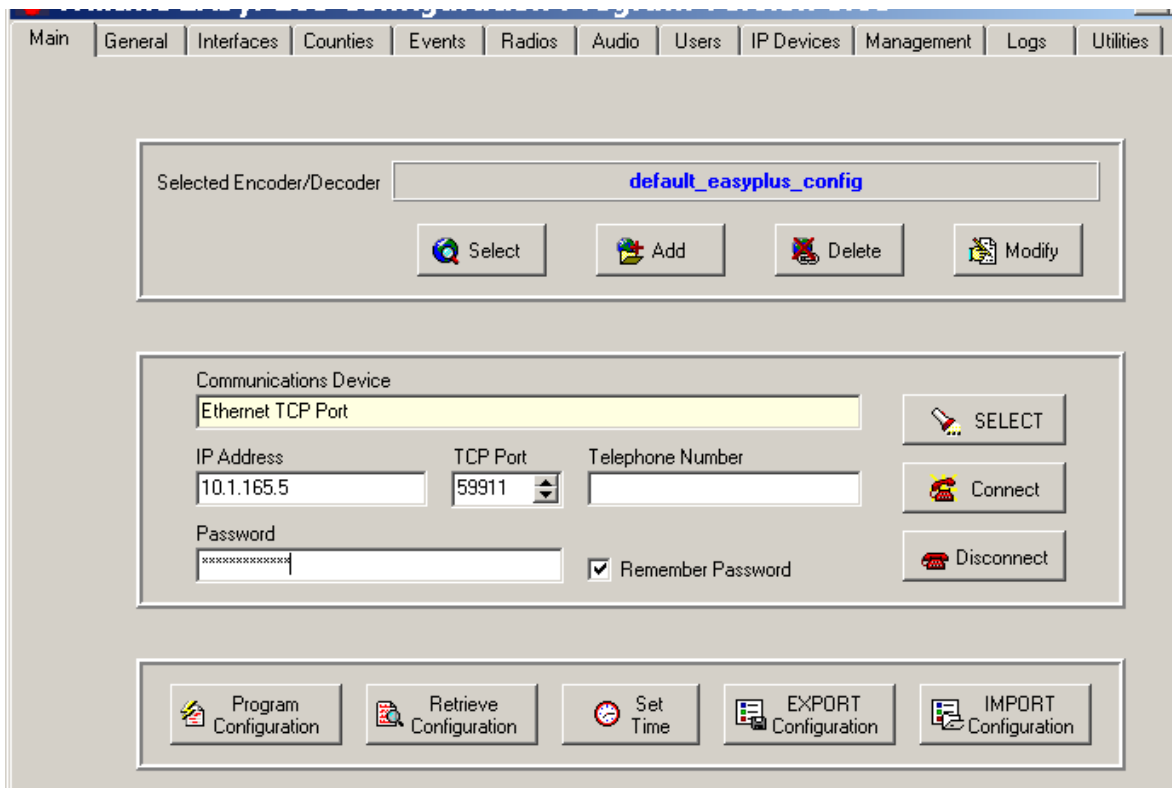 Main General Interfaces Counties Events Radios Audio Users IP Devices Management Logs Utilities
Selected Encoder/Decoder default_easyplus_config
Select Add Delete Modify
Communications Device
Ethernet TCP Port
SELECT
IP Address TCP Port Telephone Number
10.1.165.5 59911
Connect
Password
xxxxxxxxxxxxx
Remember Password
Disconnect
Program Configuration
Retrieve Configuration
Set Time
EXPORT Configuration
IMPORT Configuration